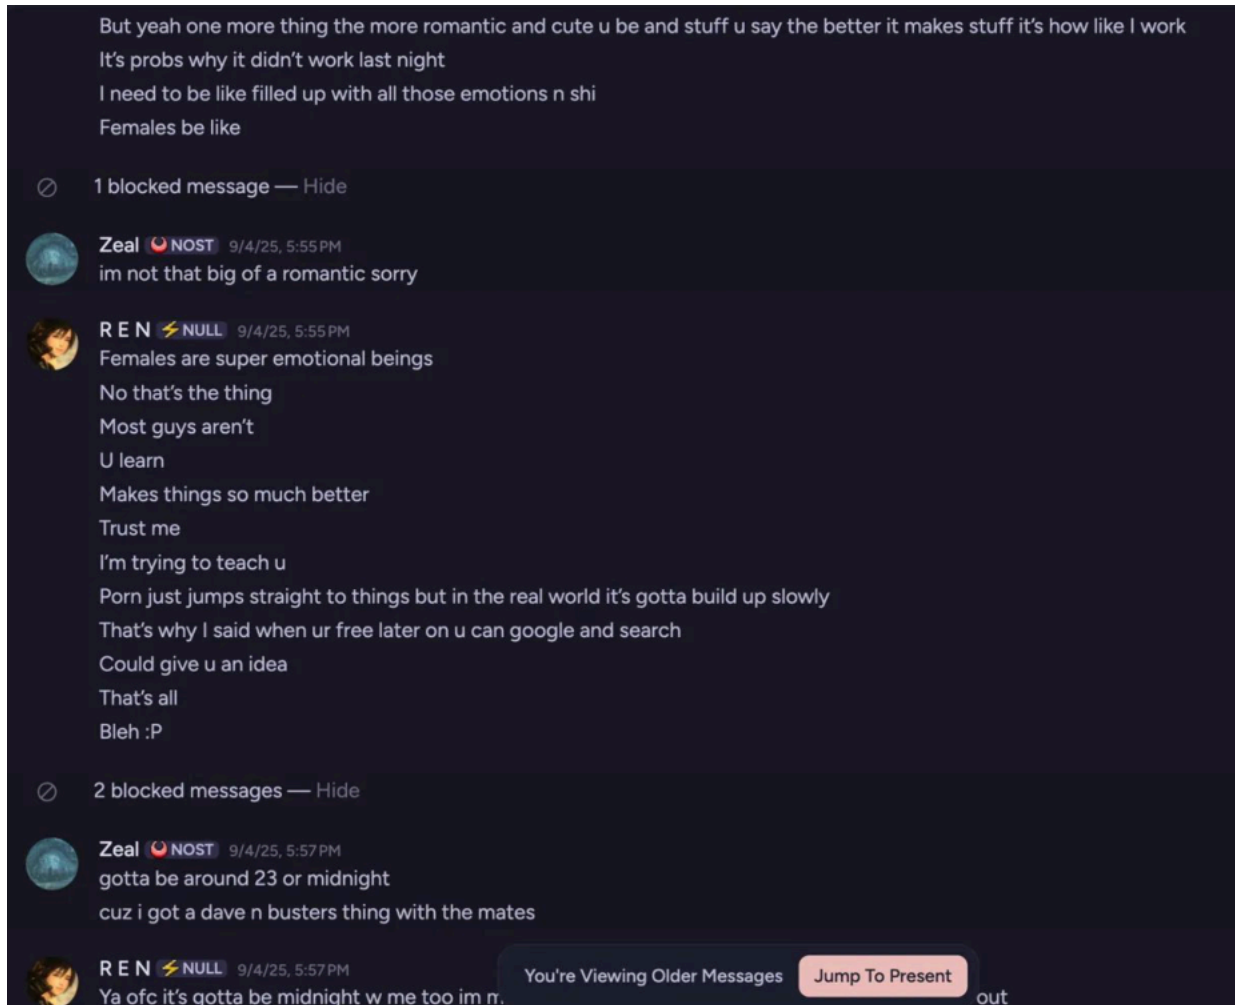 But yeah one more thing the more romantic and cute u be and stuff u say the better it makes stuff it's how like I work
It's probs why it didn't work last night
I need to be like filled up with all those emotions n shi
Females be like
1 blocked message — Hide
Zeal NOST 9/4/25, 5:55 PM
im not that big of a romantic sorry
R E N NULL 9/4/25, 5:55 PM
Females are super emotional beings
No that's the thing
Most guys aren't
U learn
Makes things so much better
Trust me
I'm trying to teach u
Porn just jumps straight to things but in the real world it's gotta build up slowly
That's why I said when ur free later on u can google and search
Could give u an idea
That's all
Bleh :P
2 blocked messages — Hide
Zeal NOST 9/4/25, 5:57 PM
gotta be around 23 or midnight
cuz i got a dave n busters thing with the mates
R E N NULL 9/4/25, 5:57 PM
You're Viewing Older Messages Jump To Present
Ya ofc it's gotta be midnight w me too im out